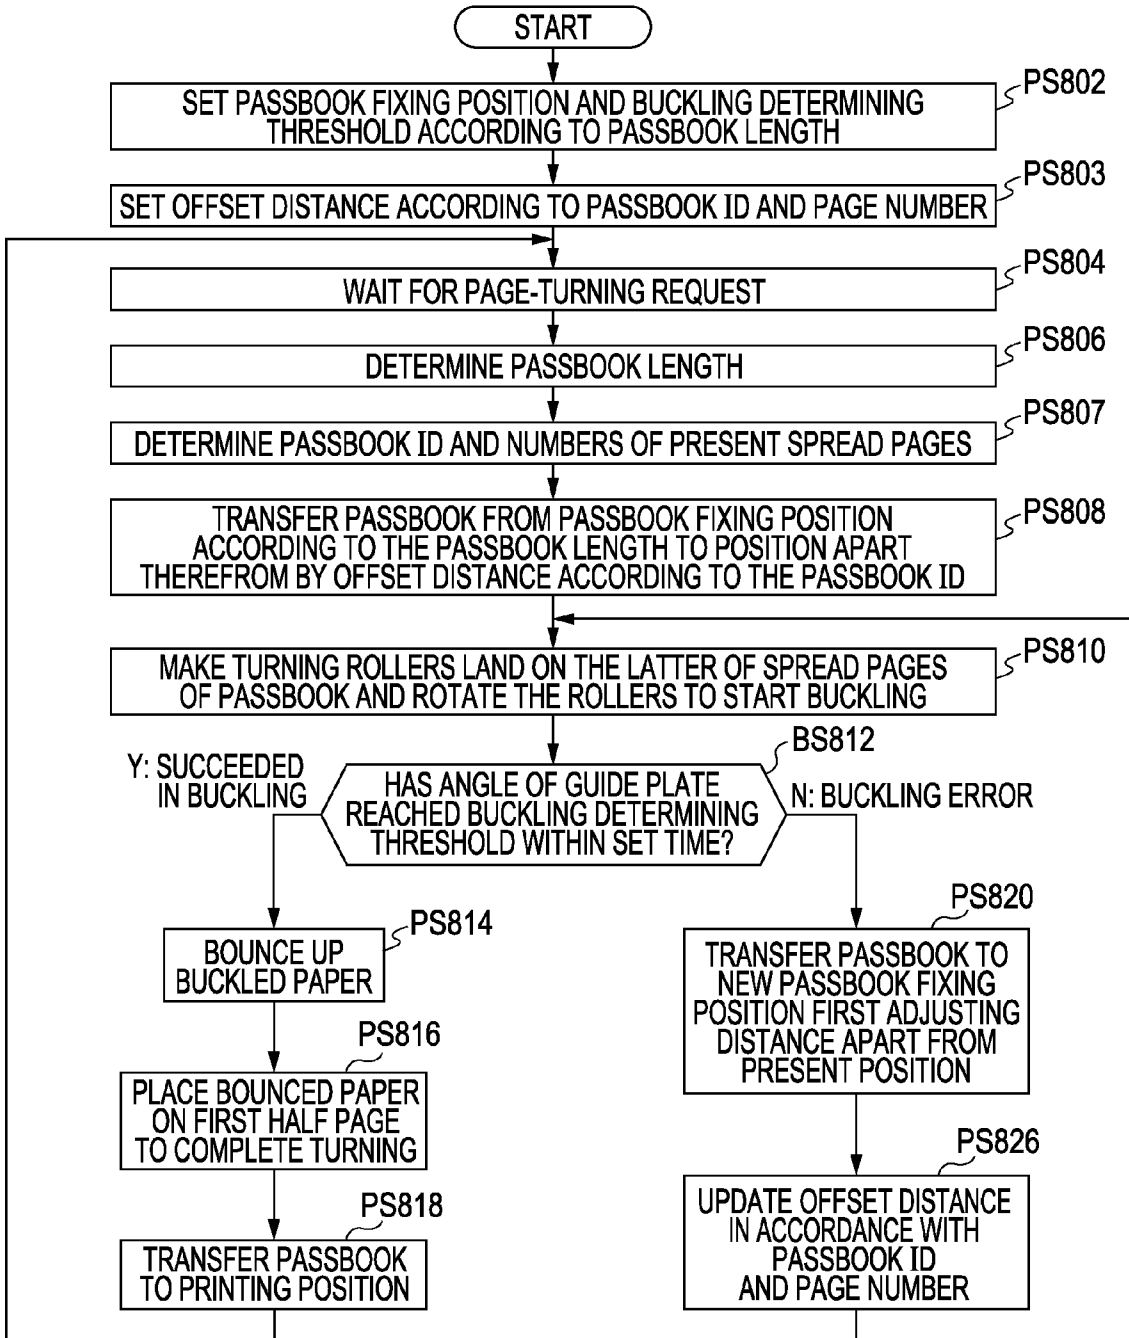 START
PS802
SET PASSBOOK FIXING POSITION AND BUCKLING DETERMINING
THRESHOLD ACCORDING TO PASSBOOK LENGTH
PS803
SET OFFSET DISTANCE ACCORDING TO PASSBOOK ID AND PAGE NUMBER
PS804
WAIT FOR PAGE-TURNING REQUEST
PS806
DETERMINE PASSBOOK LENGTH
PS807
DETERMINE PASSBOOK ID AND NUMBERS OF PRESENT SPREAD PAGES
PS808
TRANSFER PASSBOOK FROM PASSBOOK FIXING POSITION
ACCORDING TO THE PASSBOOK LENGTH TO POSITION APART
THEREFROM BY OFFSET DISTANCE ACCORDING TO THE PASSBOOK ID
PS810
MAKE TURNING ROLLERS LAND ON THE LATTER OF SPREAD PAGES
OF PASSBOOK AND ROTATE THE ROLLERS TO START BUCKLING
BS812
HAS ANGLE OF GUIDE PLATE
REACHED BUCKLING DETERMINING
THRESHOLD WITHIN SET TIME?
Y: SUCCEEDED
IN BUCKLING
N: BUCKLING ERROR
PS814
BOUNCE UP
BUCKLED PAPER
PS816
PLACE BOUNCED PAPER
ON FIRST HALF PAGE
TO COMPLETE TURNING
PS818
TRANSFER PASSBOOK
TO PRINTING POSITION
PS820
TRANSFER PASSBOOK TO
NEW PASSBOOK FIXING
POSITION FIRST ADJUSTING
DISTANCE APART FROM
PRESENT POSITION
PS826
UPDATE OFFSET DISTANCE
IN ACCORDANCE WITH
PASSBOOK ID
AND PAGE NUMBER